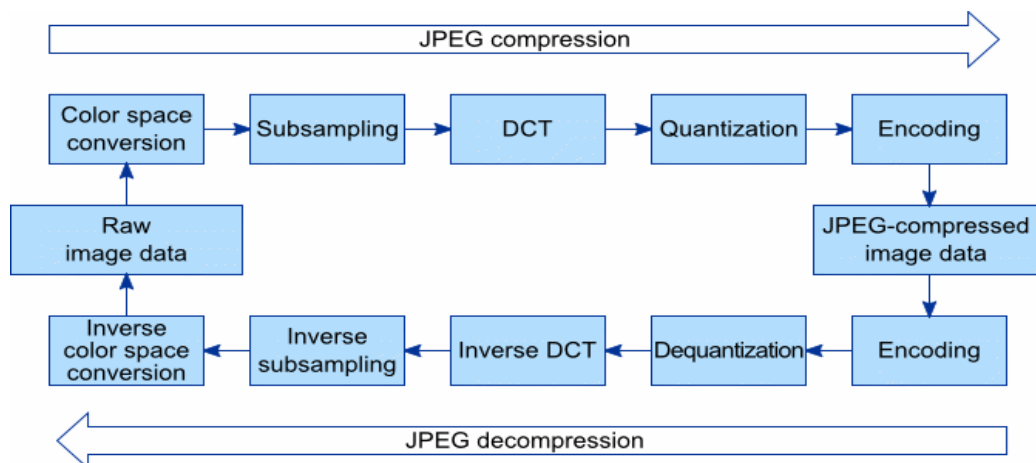 JPEG compression
Color space
conversion
Subsampling
DCT
Quantization
Encoding
Raw
image data
JPEG-compressed
image data
Inverse
color space
conversion
Inverse
subsampling
Inverse DCT
Dequantization
Encoding
JPEG decompression